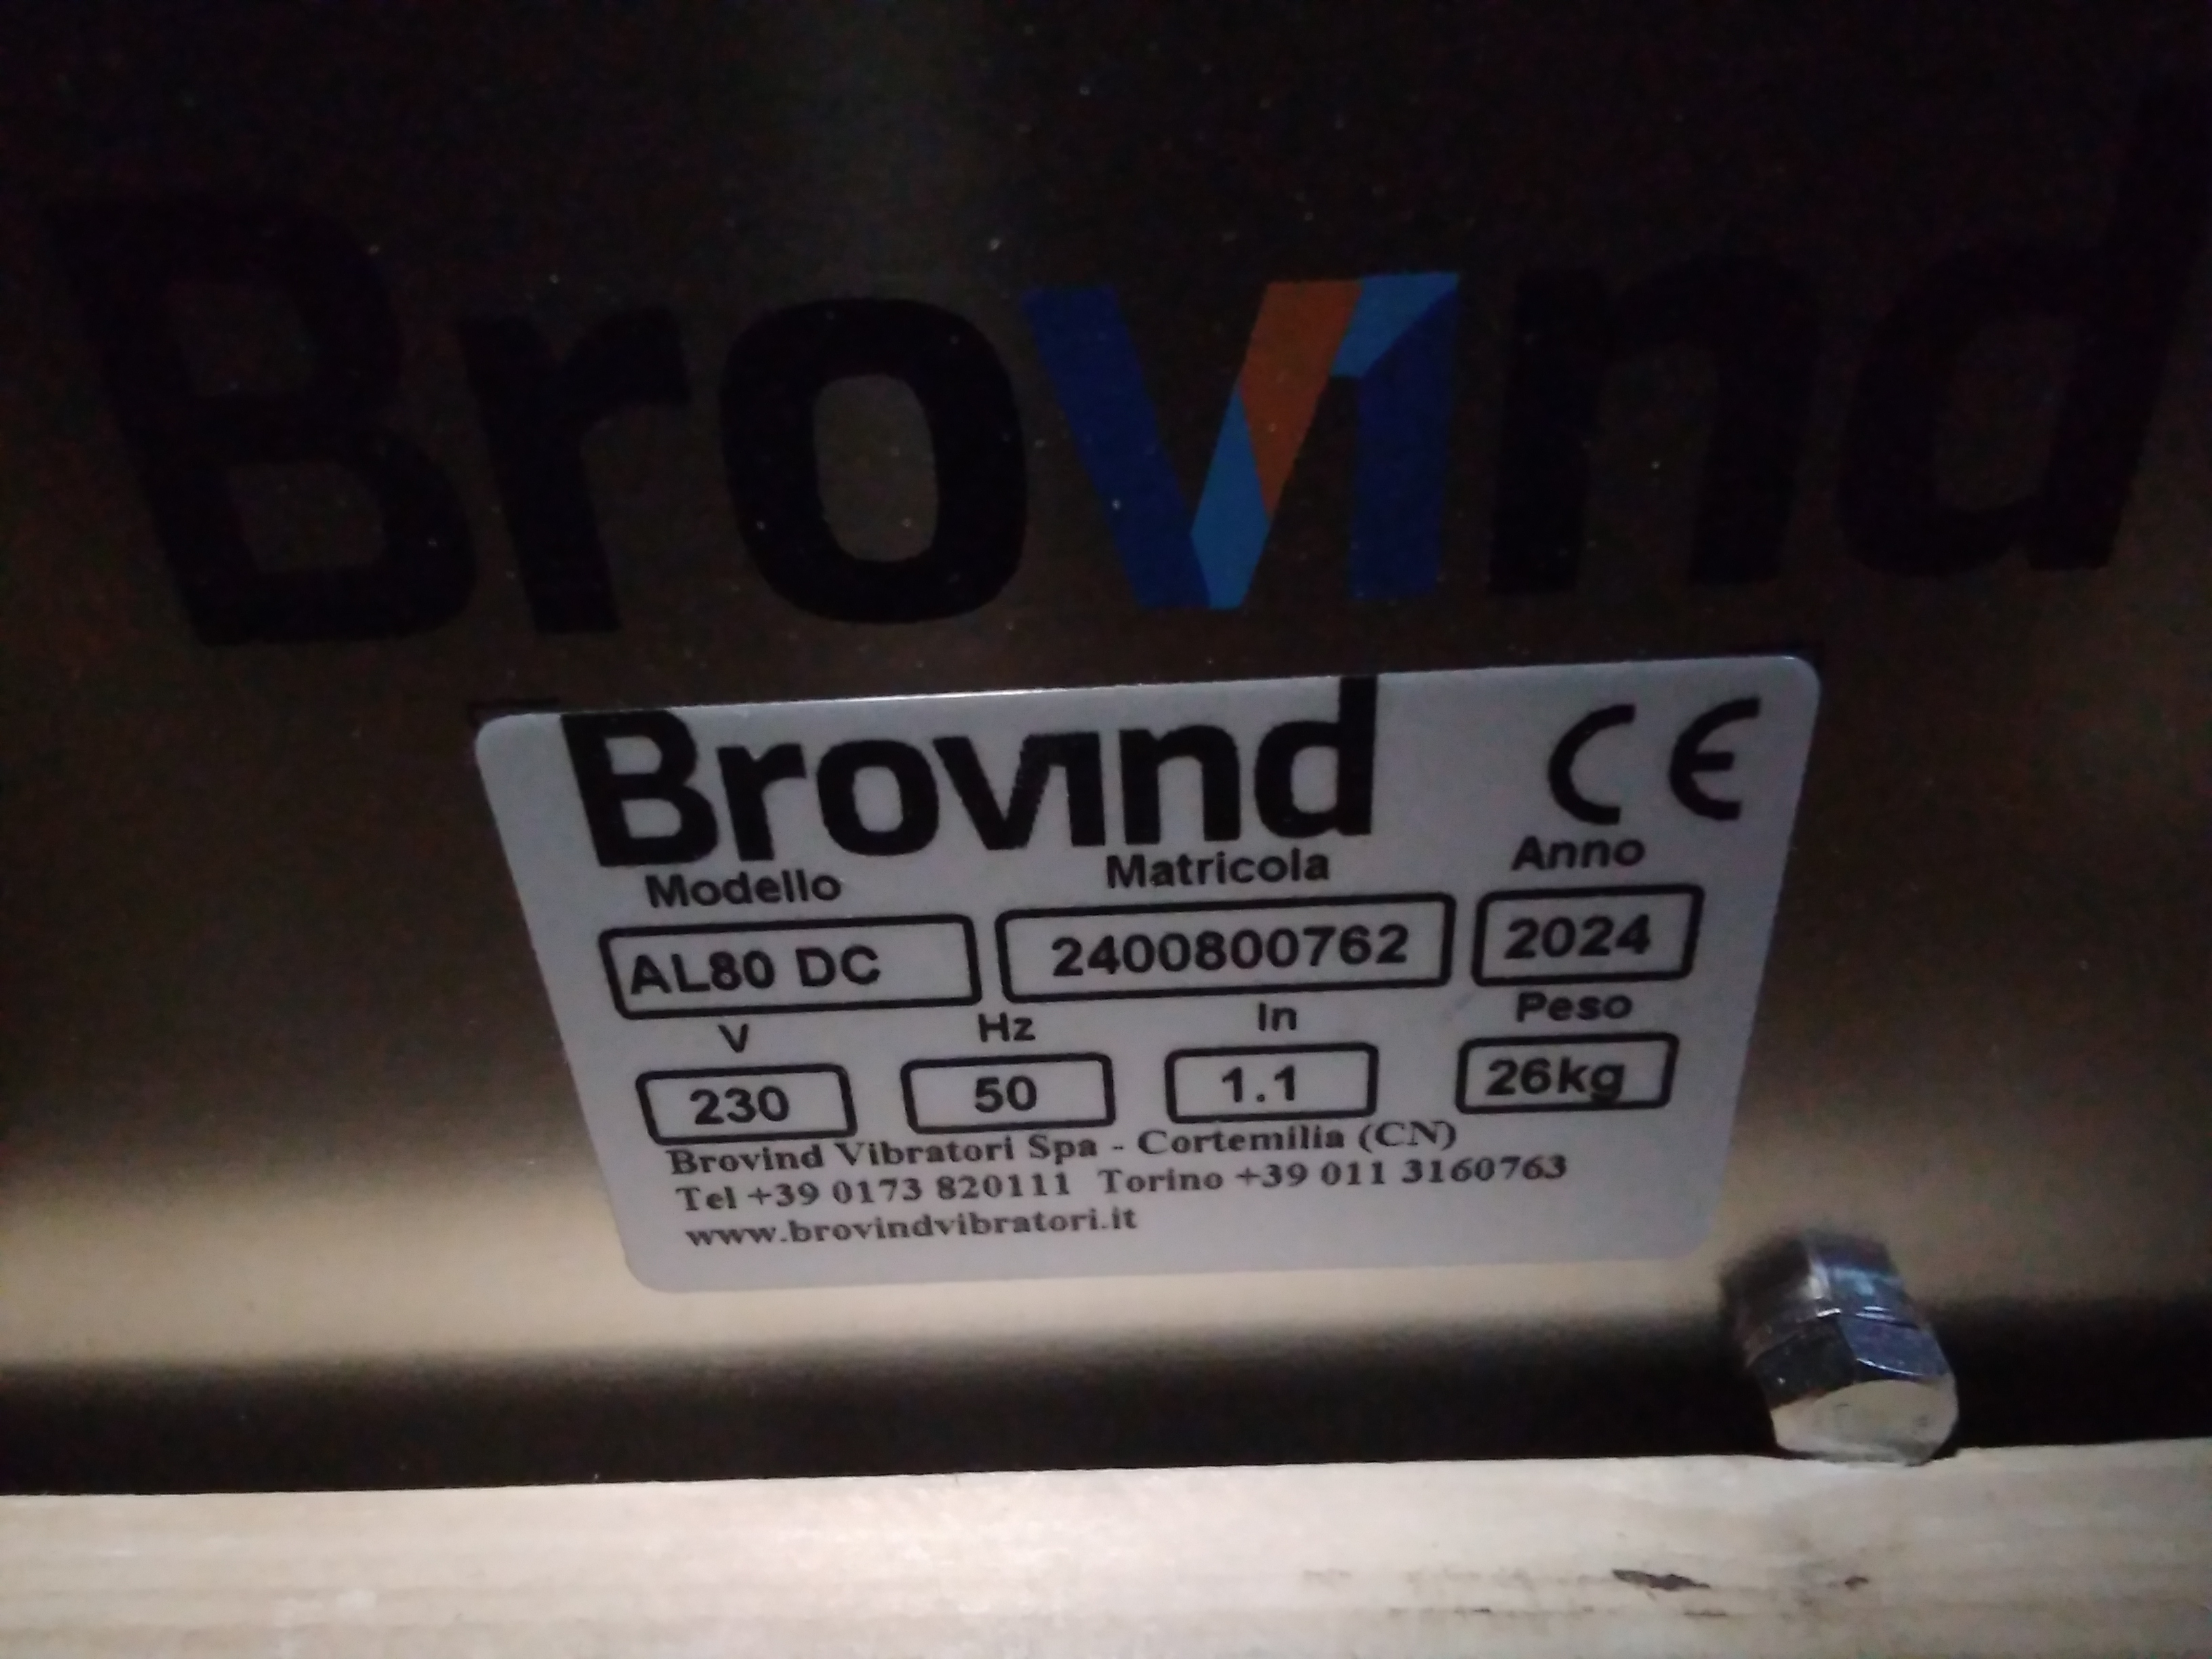 Brovind
Brovind CE
Modello Matricola Anno
AL80 DC 2400800762 2024
V Hz In Peso
230 50 1.1 26kg
Brovind Vibratori Spa - Cortemilia (CN)
Tel +39 0173 820111 Torino +39 011 3160763
www.brovindvibratori.it